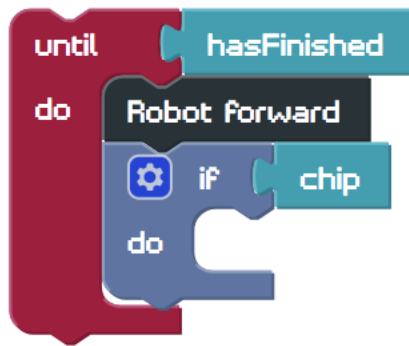 until hasFinished
do Robot forward
if chip
do